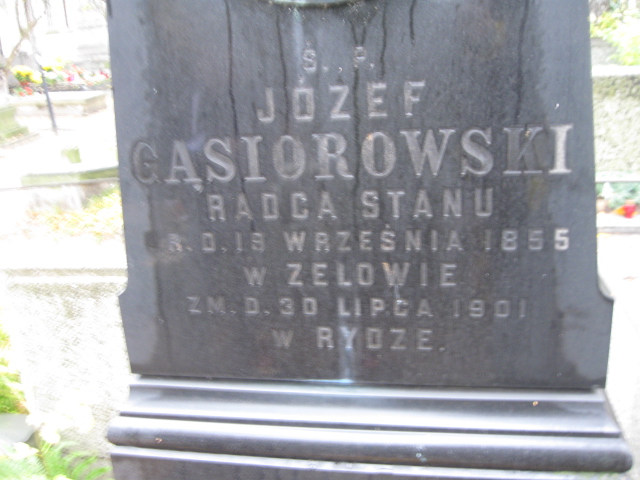 Ś. P.
JÓZEF
GĄSIOROWSKI
RADCA STANU
R. D. 19 WRZEŚNIA 1855
W ZELOWIE
ZM. D. 30 LIPCA 1901
W RYDZE.